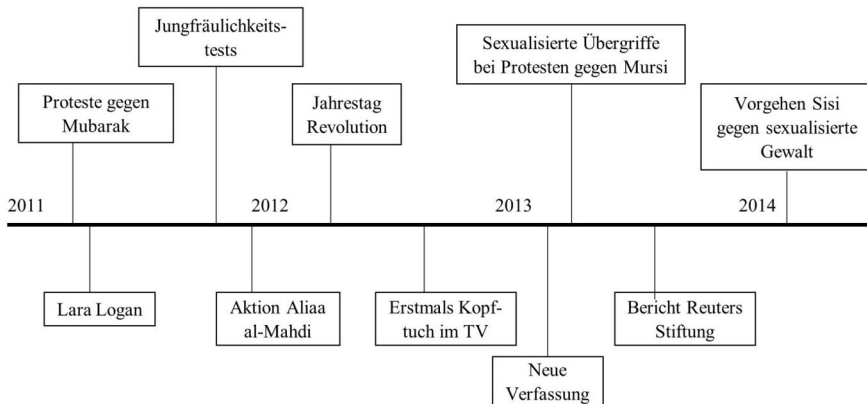 Jungfräulichkeits-
tests
Proteste gegen
Mubarak
Jahrestag
Revolution
Sexualisierte Übergriffe
bei Protesten gegen Mursi
Vorgehen Sisi
gegen sexualisierte
Gewalt
2011
2012
2013
2014
Lara Logan
Aktion Aliaa
al-Mahdi
Erstmals Kopf-
tuch im TV
Neue
Verfassung
Bericht Reuters
Stiftung